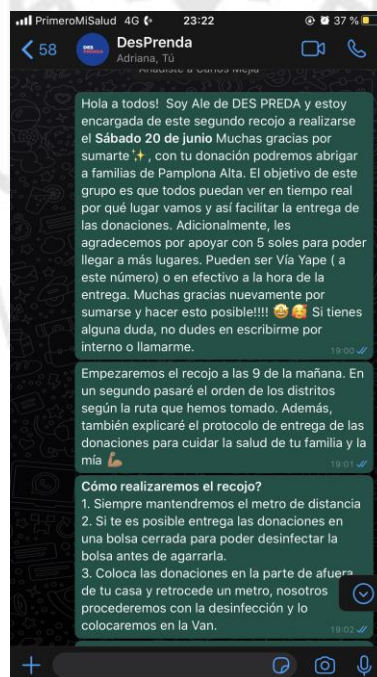 PrimeroMiSalud 4G
23:22
37 %
58
DES PRENDA
DesPrenda
Adriana, Tú
Añadiste a Carlos Mejía
Hola a todos! Soy Ale de DES PREDA y estoy
encargada de este segundo recojo a realizarse
el Sábado 20 de junio Muchas gracias por
sumarte✨, con tu donación podremos abrigar
a familias de Pamplona Alta. El objetivo de este
grupo es que todos puedan ver en tiempo real
por qué lugar vamos y así facilitar la entrega de
las donaciones. Adicionalmente, les
agradecemos por apoyar con 5 soles para poder
llegar a más lugares. Pueden ser Vía Yape ( a
este número) o en efectivo a la hora de la
entrega. Muchas gracias nuevamente por
sumarse y hacer esto posible!!!! 🤩🥰 Si tienes
alguna duda, no dudes en escribirme por
interno o llamarme.
19:00
Empezaremos el recojo a las 9 de la mañana. En
un segundo pasaré el orden de los distritos
según la ruta que hemos tomado. Además,
también explicaré el protocolo de entrega de las
donaciones para cuidar la salud de tu familia y la
mía 💪🏽
19:01
Cómo realizaremos el recojo?
1. Siempre mantendremos el metro de distancia
2. Si te es posible entrega las donaciones en
una bolsa cerrada para poder desinfectar la
bolsa antes de agarrarla.
3. Coloca las donaciones en la parte de afuera
de tu casa y retrocede un metro, nosotros
procederemos con la desinfección y lo
colocaremos en la Van.
19:02